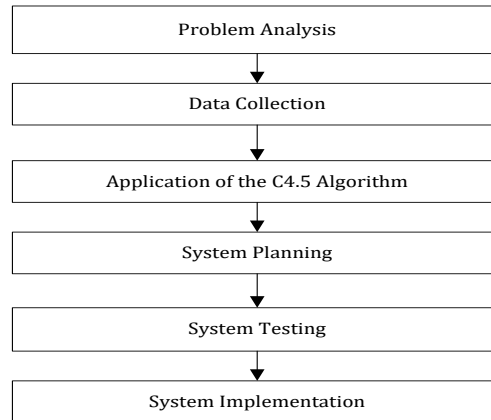 Problem Analysis
Data Collection
Application of the C4.5 Algorithm
System Planning
System Testing
System Implementation